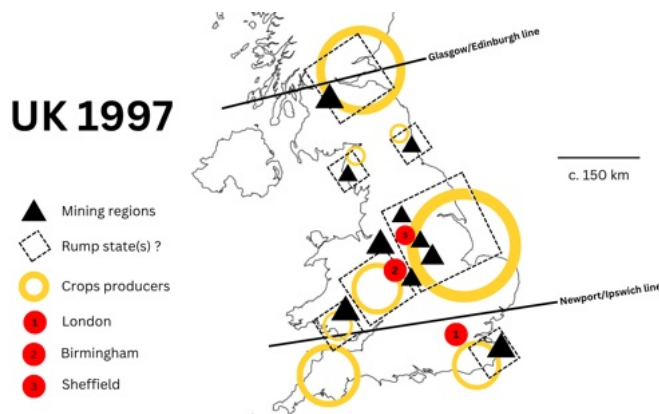 Glasgow/Edinburgh line
UK 1997
c. 150 km
Mining regions
Rump state(s) ?
Crops producers
1 London
2 Birmingham
3 Sheffield
3
2
Newport/Ipswich line
1